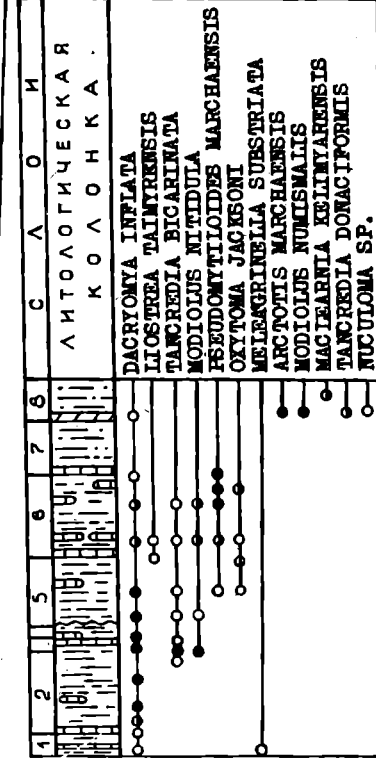 СЛОИ
ЛИТОЛОГИЧЕСКАЯ
КОЛОНКА.
1
2
5
6
7
8
DACRYOMYA INFLATA
LIOSTREA TAIMYRENSIS
TANCREDIA BICARINATA
MODIOLUS NITIDULA
PSEUDOMYTILOIDES MARCHAENSIS
OXYTOMA JACKSONI
MELEAGRINELLA SUBSTRIATA
ARCTOTIS MARCHAENSIS
MODIOLUS NUMISMALIS
MACLEARNIA KELIMYARENSIS
TANCREDIA DONACIFORMIS
NUCULOMA SP.